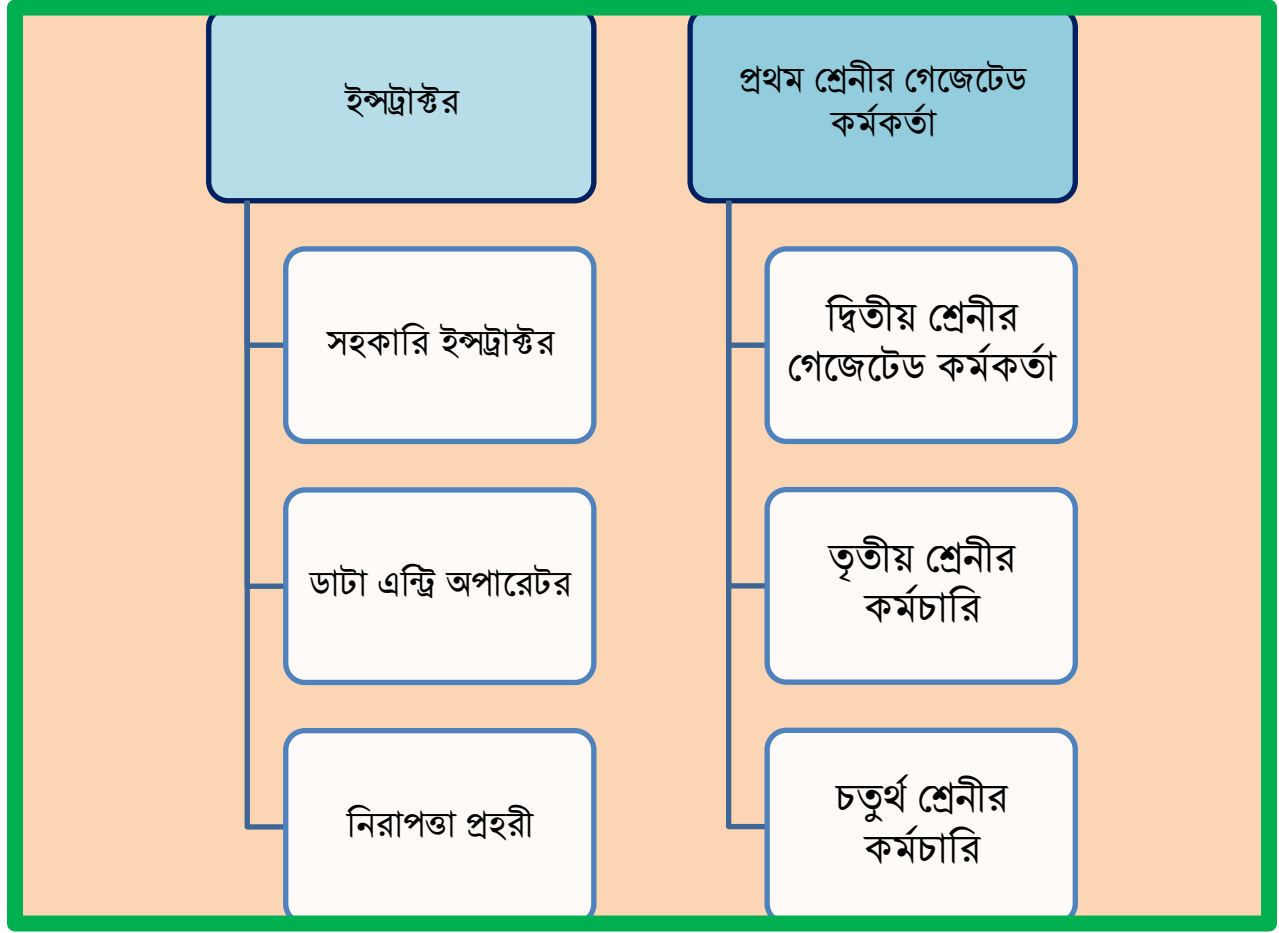 ইন্সট্রাক্টর
প্রথম শ্রেনীর গেজেটেড
কর্মকর্তা
সহকারি ইন্সট্রাক্টর
দ্বিতীয় শ্রেনীর
গেজেটেড কর্মকর্তা
ডাটা এন্ট্রি অপারেটর
তৃতীয় শ্রেনীর
কর্মচারি
নিরাপত্তা প্রহরী
চতুর্থ শ্রেনীর
কর্মচারি